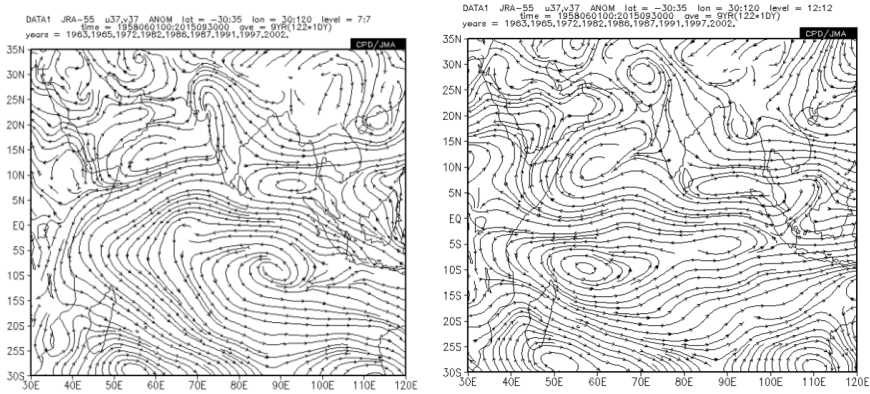 DATA1 JRA-55 u37,v37 ANOM lat = -30:35 lon = 30:120 level = 7:7
time = 1958060100:2015093000 ave = 9YR(122*1DY)
years = 1963,1965,1972,1982,1986,1987,1991,1997,2002,
CPD/JMA
35N
30N
25N
20N
15N
10N
5N
EQ
5S
10S
15S
20S
25S
30S
30E 40E 50E 60E 70E 80E 90E 100E 110E 120E
DATA1 JRA-55 u37,v37 ANOM lat = -30:35 lon = 30:120 level = 12:12
time = 1958060100:2015093000 ave = 9YR(122*1DY)
years = 1963,1965,1972,1982,1986,1987,1991,1997,2002,
CPD/JMA
35N
30N
25N
20N
15N
10N
5N
EQ
5S
10S
15S
20S
25S
30S
30E 40E 50E 60E 70E 80E 90E 100E 110E 120E